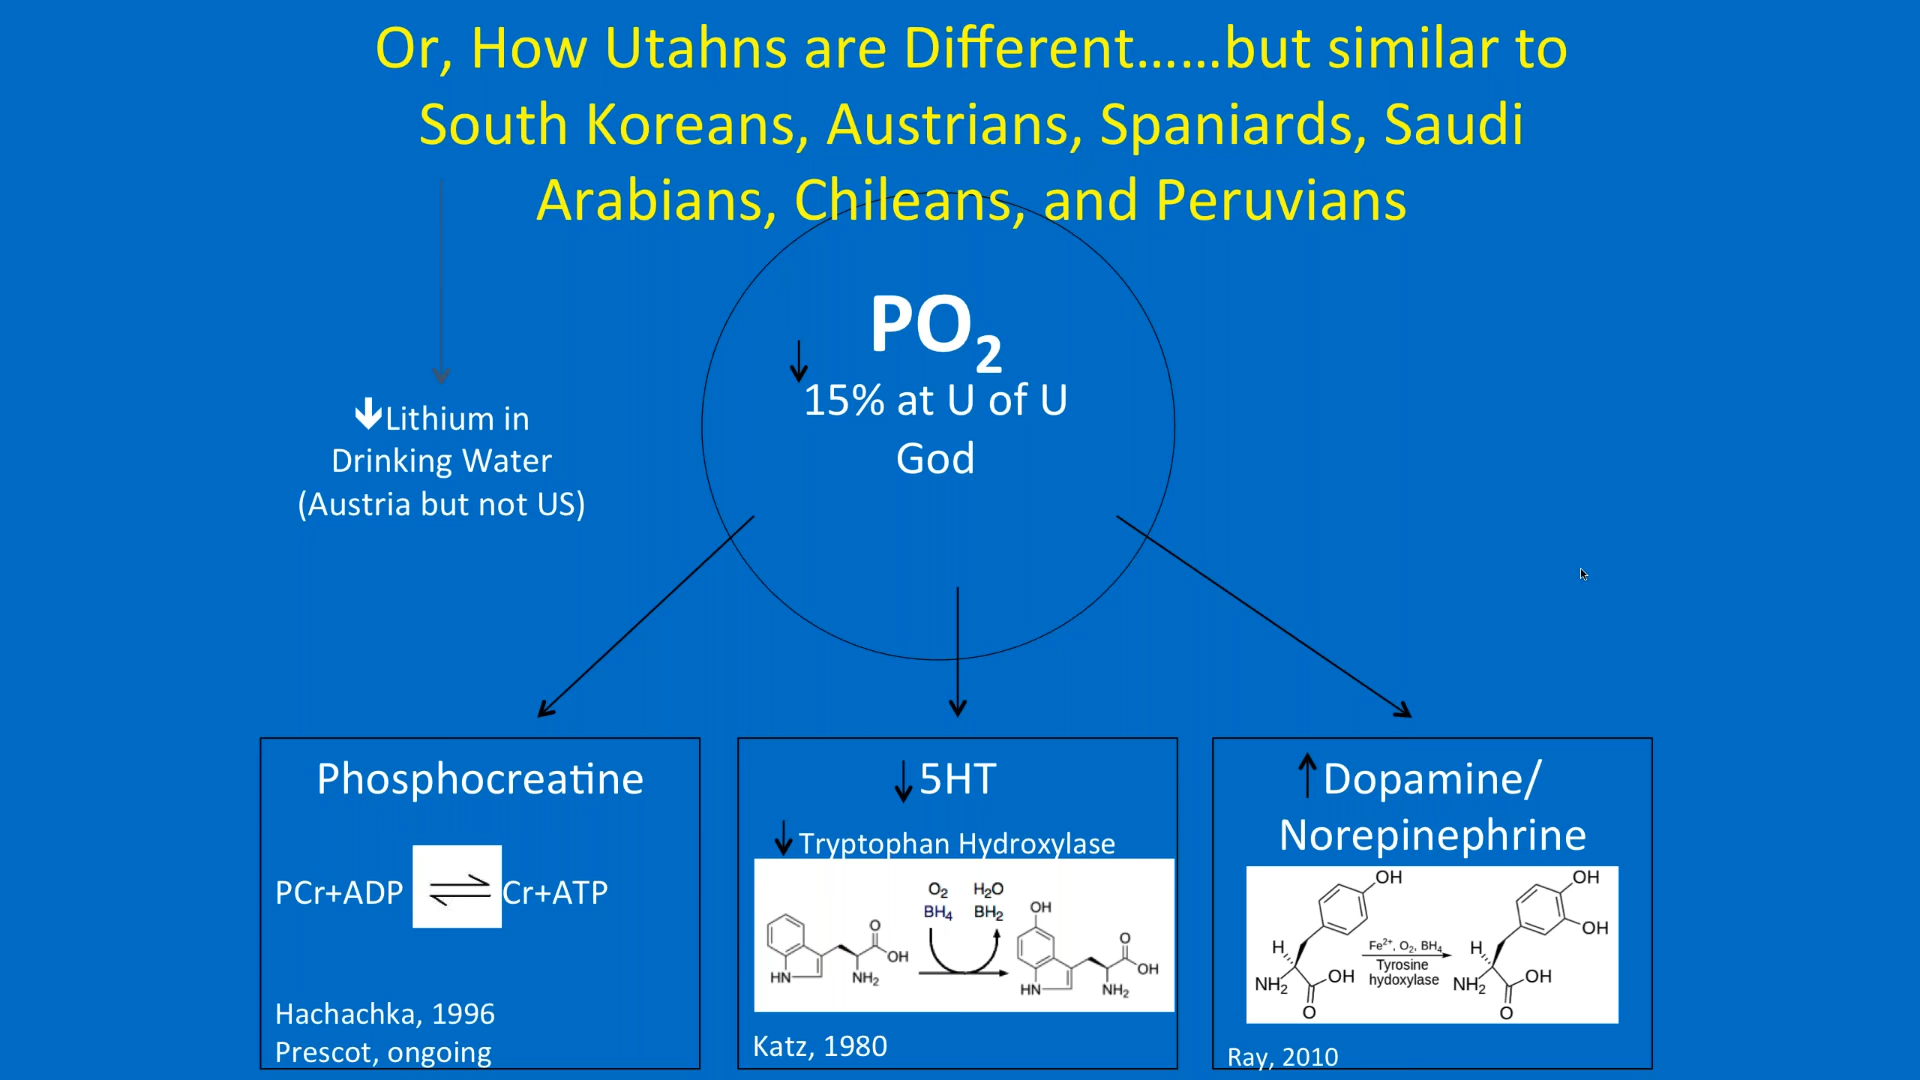 Or, How Utahns are Different……but similar to
South Koreans, Austrians, Spaniards, Saudi
Arabians, Chileans, and Peruvians
PO₂
15% at U of U
God
Lithium in
Drinking Water
(Austria but not US)
Phosphocreatine
PCr+ADP
Cr+ATP
Hachachka, 1996
Prescot, ongoing
5HT
Tryptophan Hydroxylase
O₂ H₂O
BH₄ BH₂
OH
O
OH
HN
NH₂
O
OH
HN
NH₂
Katz, 1980
Dopamine/
Norepinephrine
OH
OH
OH
H
Fe²⁺, O₂, BH₄
H
Tyrosine
hydoxylase
NH₂
OH
O
NH₂
OH
O
Ray, 2010